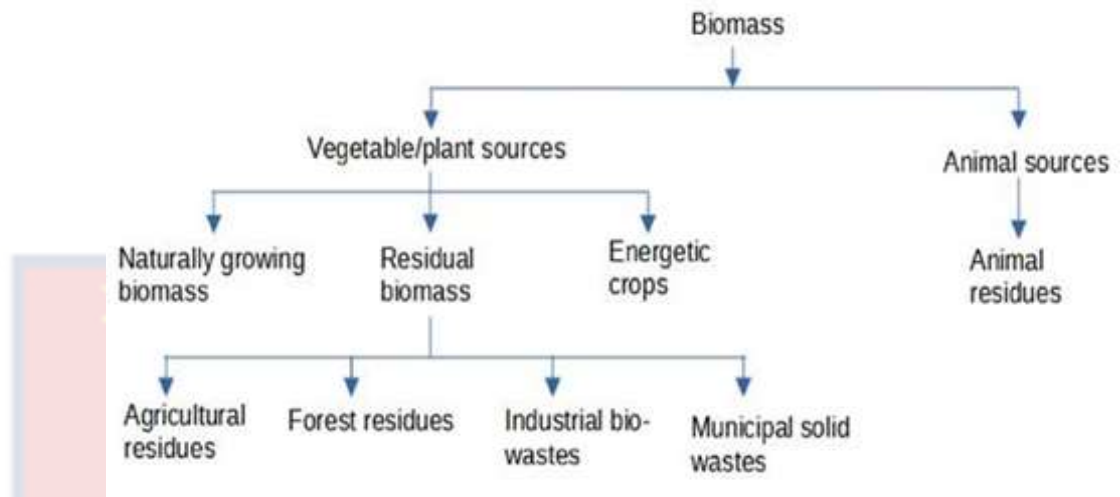 Biomass
Vegetable/plant sources
Animal sources
Naturally growing
biomass
Residual
biomass
Energetic
crops
Animal
residues
Agricultural
residues
Forest residues
Industrial bio-
wastes
Municipal solid
wastes